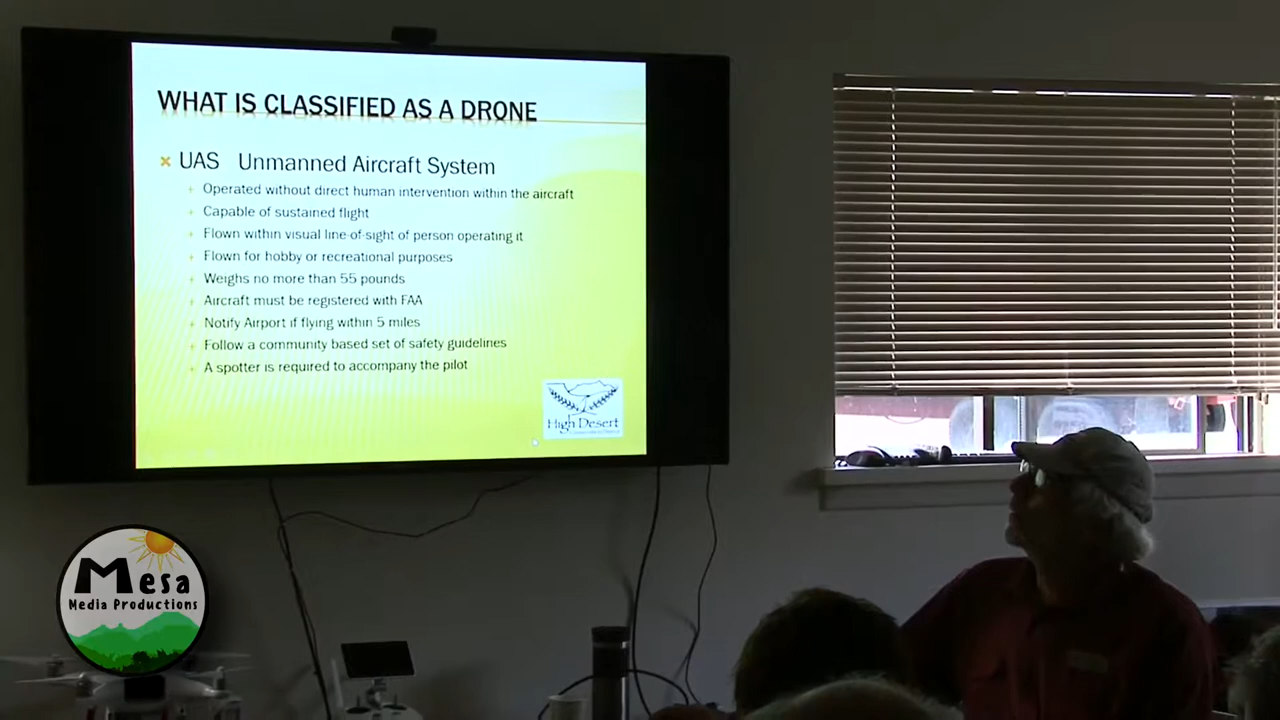 WHAT IS CLASSIFIED AS A DRONE
UAS Unmanned Aircraft System
Operated without direct human intervention within the aircraft
Capable of sustained flight
Flown within visual line-of-sight of person operating it
Flown for hobby or recreational purposes
Weighs no more than 55 pounds
Aircraft must be registered with FAA
Notify Airport if flying within 5 miles
Follow a community based set of safety guidelines
A spotter is required to accompany the pilot
High Desert
Mesa
Media Productions